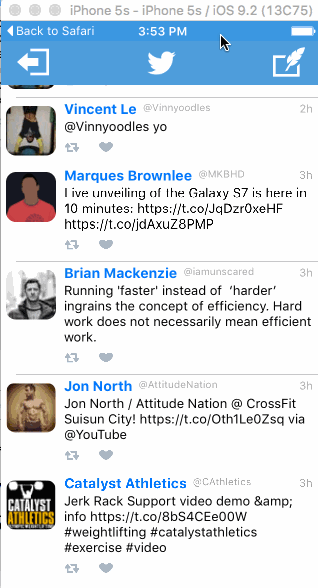 iPhone 5s - iPhone 5s / iOS 9.2 (13C75)
Back to Safari 3:53 PM
Vincent Le @Vinnyoodles 2h
@Vinnyoodles yo
Marques Brownlee @MKBHD 3h
Live unveiling of the Galaxy S7 is here in
10 minutes: https://t.co/JqDzr0xeHF
https://t.co/jdAxuZ8PMP
Brian Mackenzie @iamunscared 3h
Running 'faster' instead of ‘harder’
ingrains the concept of efficiency. Hard
work does not necessarily mean efficient
work.
Jon North @AttitudeNation 3h
Jon North / Attitude Nation @ CrossFit
Suisun City! https://t.co/Oth1Le0Zsq via
@YouTube
Catalyst Athletics @CAthletics 3h
CATALYST
ATHLETICS
Jerk Rack Support video demo &amp;
info https://t.co/8bS4CEe00W
#weightlifting #catalystathletics
#exercise #video